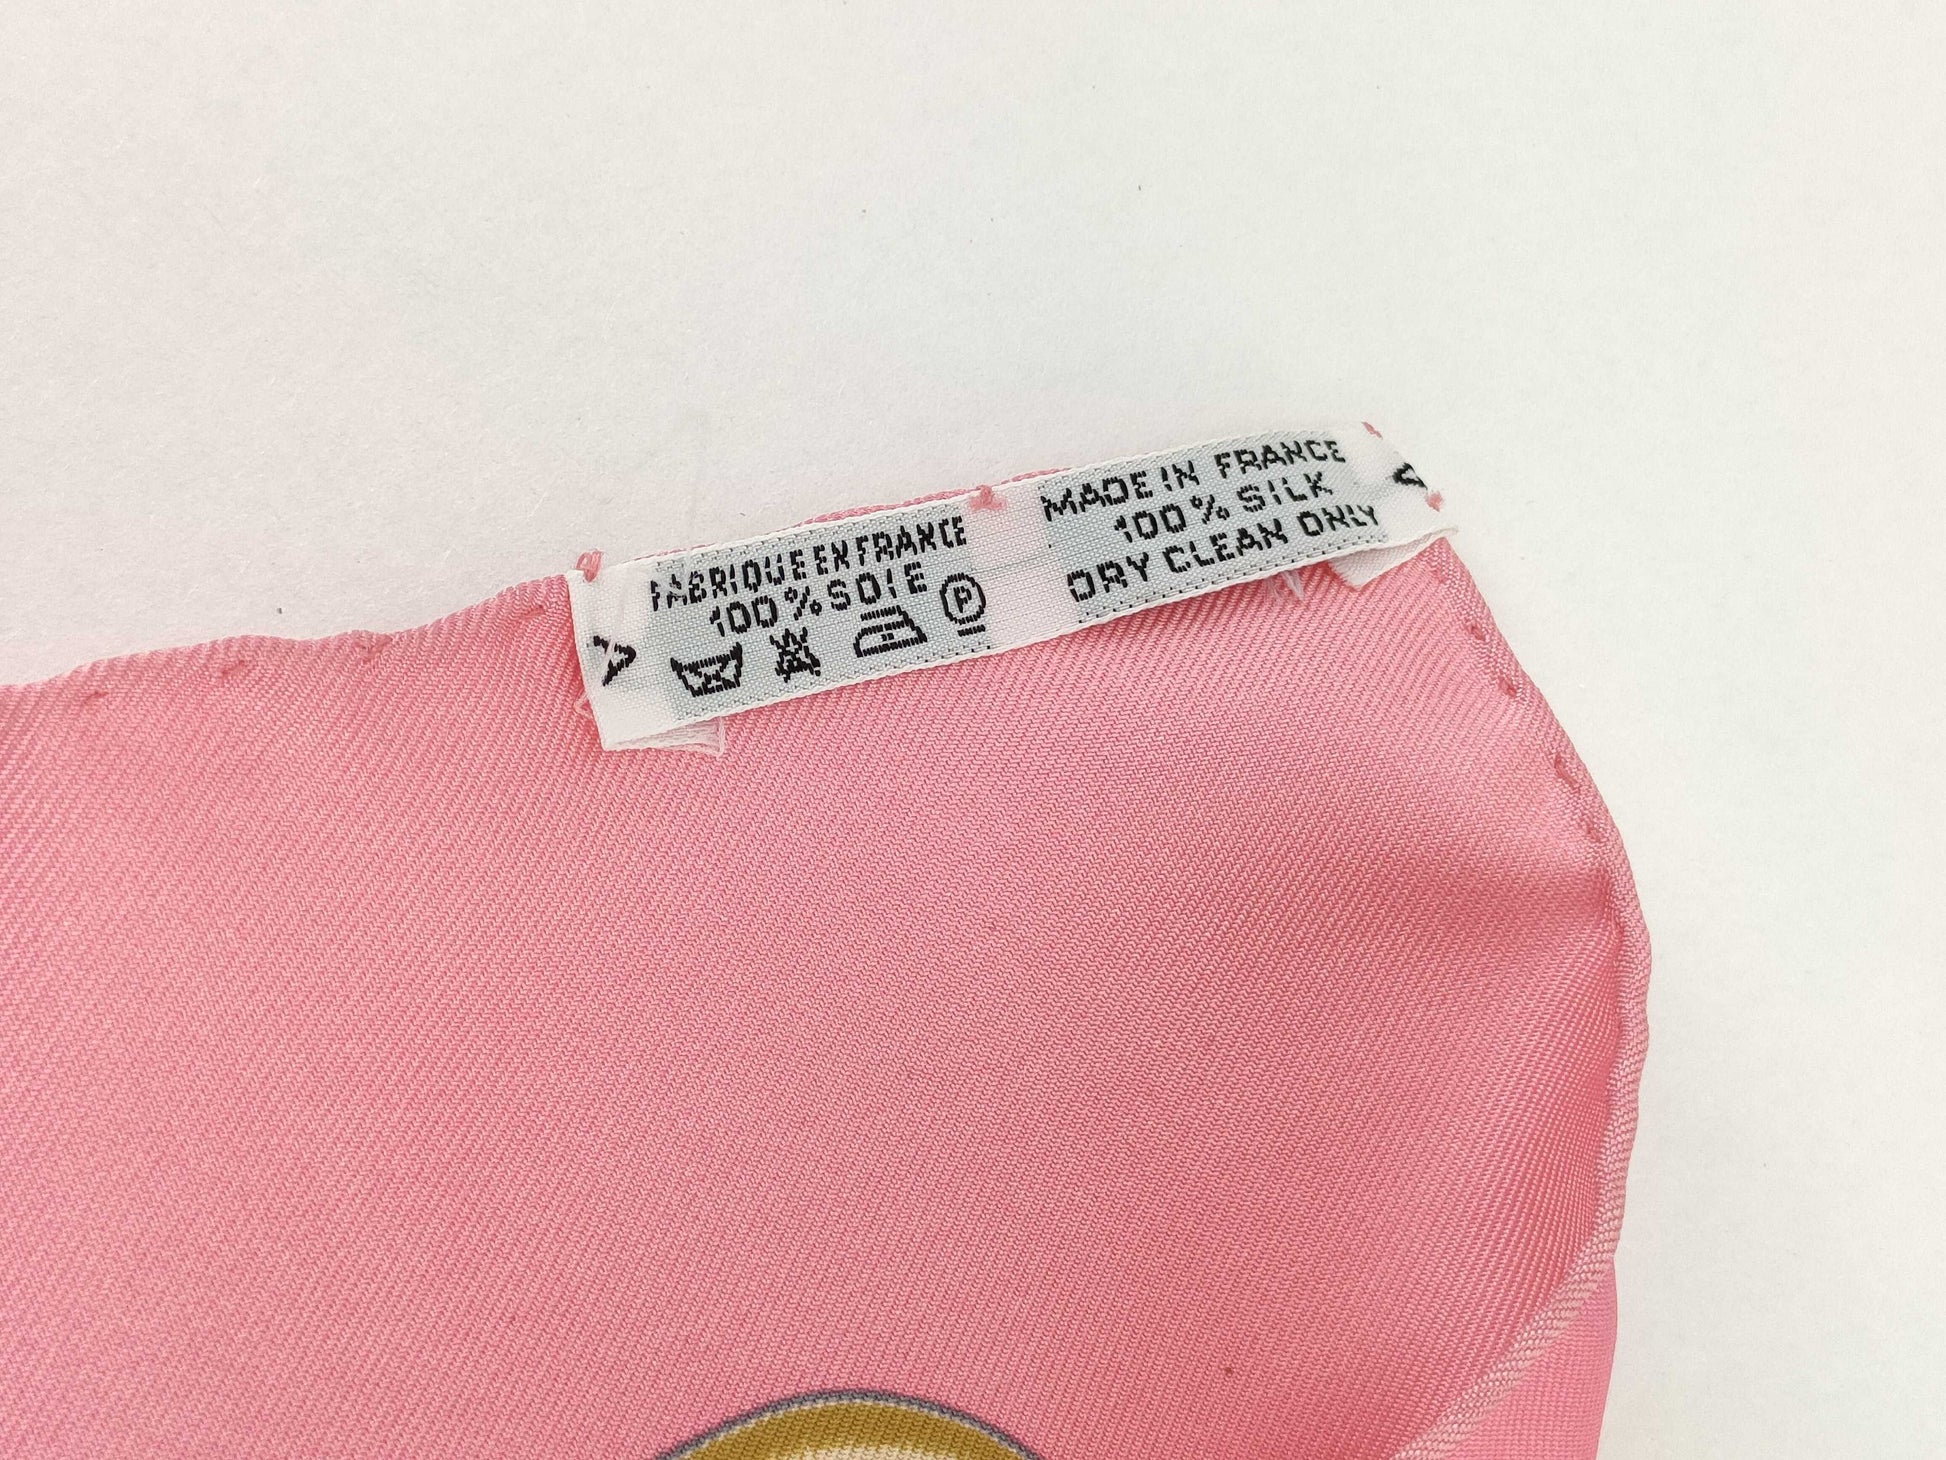 FABRIQUE EN FRANCE
100% SOIE
P
MADE IN FRANCE
100% SILK
DRY CLEAN ONLY